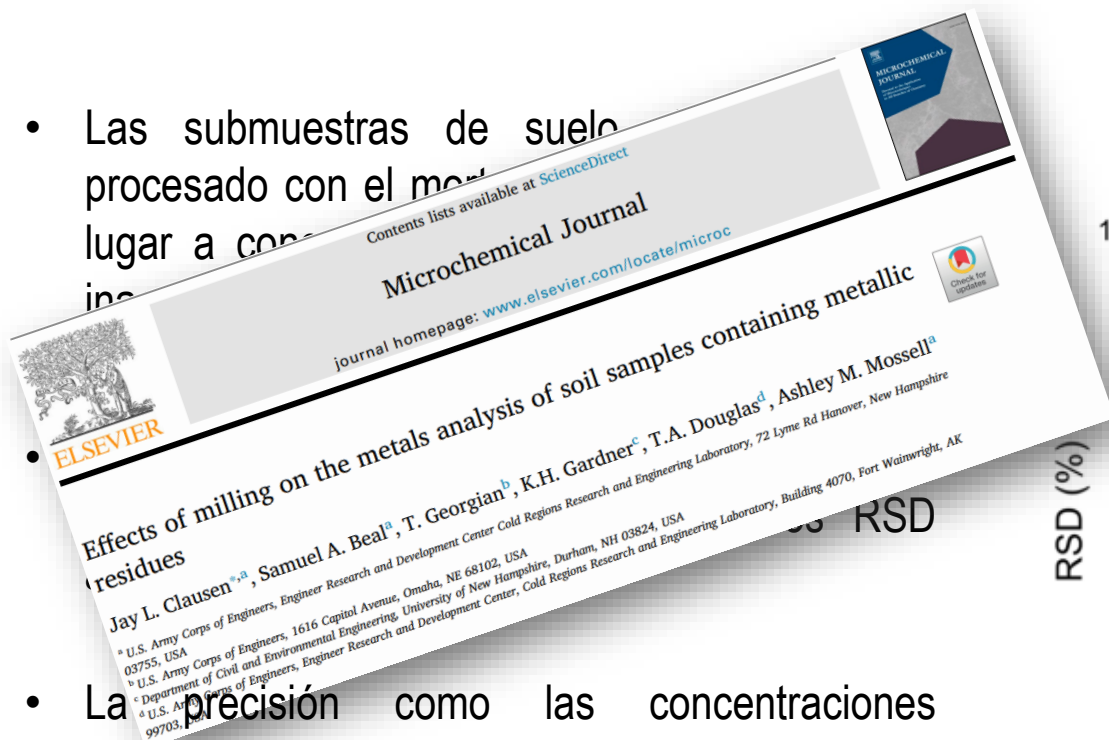 • Las submuestras de suelo
procesado con el
lugar a
•
RSD
• La precisión como las concentraciones
MICROCHEMICAL
JOURNAL
Contents lists available at ScienceDirect
Microchemical Journal
journal homepage: www.elsevier.com/locate/microc
ELSEVIER
Check for
updates
Effects of milling on the metals analysis of soil samples containing metallic
residues
Jay L. Clausen*,a, Samuel A. Beala, T. Georgianb, K.H. Gardnerc, T.A. Douglasd, Ashley M. Mossella
a U.S. Army Corps of Engineers, Engineer Research and Development Center Cold Regions Research and Engineering Laboratory, 72 Lyme Rd Hanover, New Hampshire
03755, USA
b U.S. Army Corps of Engineers, 1616 Capitol Avenue, Omaha, NE 68102, USA
c Department of Civil and Environmental Engineering, University of New Hampshire, Durham, NH 03824, USA
d U.S. Army Corps of Engineers, Engineer Research and Development Center, Cold Regions Research and Engineering Laboratory, Building 4070, Fort Wainwright, AK
99703, USA
1
RSD (%)